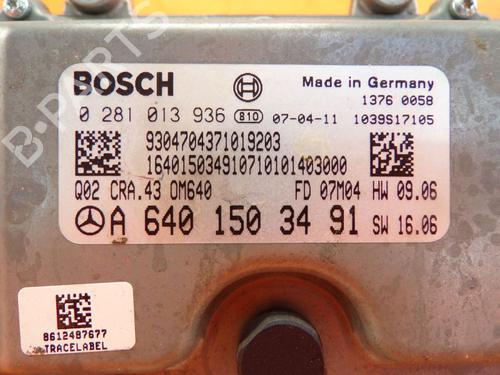 BOSCH
Made in Germany
1376 0058
0 281 013 936 810 07-04-11 1039S17105
9304704371019203
164015034910710101403000
Q02 CRA.43 OM640 FD 07M04 HW 09.06
A 640 150 34 91 SW 16.06
8612487677
TRACELABEL
B-PARTS